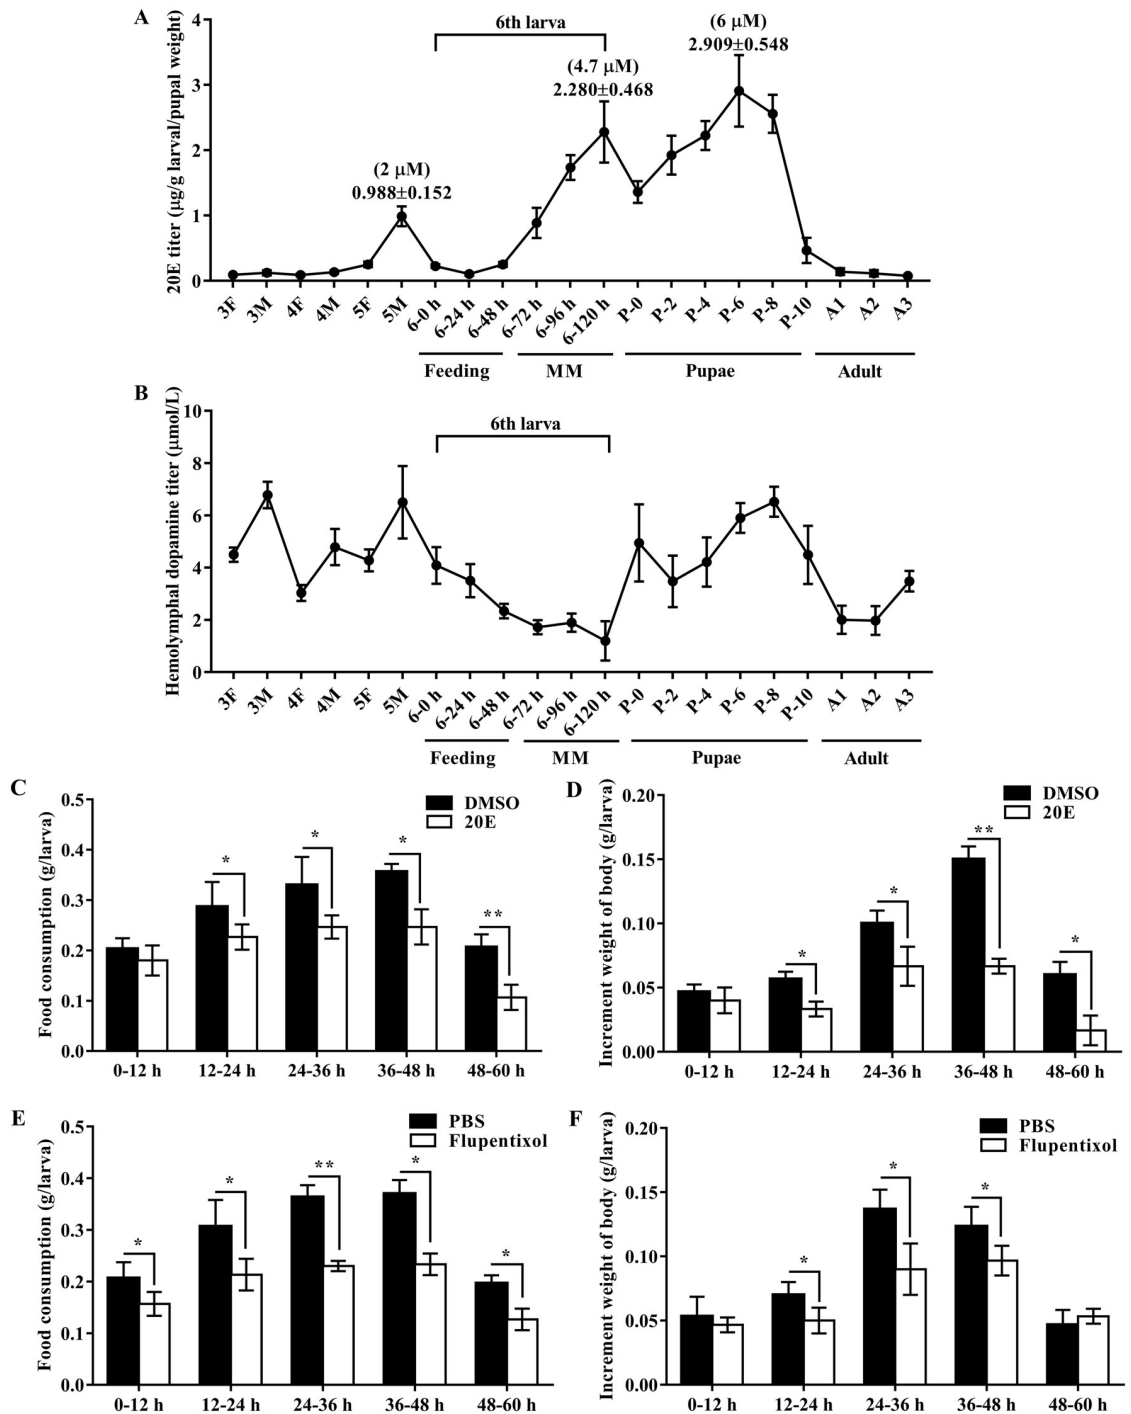 A
20E titer (μg/g larval/pupal weight)
4
3
2
1
0
6th larva
(2 μM)
0.988±0.152
(4.7 μM)
2.280±0.468
(6 μM)
2.909±0.548
3F 3M 4F 4M 5F 5M 6-0 h 6-24 h 6-48 h 6-72 h 6-96 h 6-120 h P-0 P-2 P-4 P-6 P-8 P-10 A1 A2 A3
Feeding MM Pupae Adult
B
Hemolymphal dopamine titer (μmol/L)
10
8
6
4
2
0
6th larva
3F 3M 4F 4M 5F 5M 6-0 h 6-24 h 6-48 h 6-72 h 6-96 h 6-120 h P-0 P-2 P-4 P-6 P-8 P-10 A1 A2 A3
Feeding MM Pupae Adult
C
Food consumption (g/larva)
0.5
0.4
0.3
0.2
0.1
0.0
DMSO
20E
* * * **
0-12 h 12-24 h 24-36 h 36-48 h 48-60 h
D
Increment weight of body (g/larva)
0.20
0.15
0.10
0.05
0.00
DMSO
20E
* * ** *
0-12 h 12-24 h 24-36 h 36-48 h 48-60 h
E
Food consumption (g/larva)
0.5
0.4
0.3
0.2
0.1
0.0
PBS
Flupentixol
* * ** * *
0-12 h 12-24 h 24-36 h 36-48 h 48-60 h
F
Increment weight of body (g/larva)
0.20
0.15
0.10
0.05
0.00
PBS
Flupentixol
* * *
0-12 h 12-24 h 24-36 h 36-48 h 48-60 h